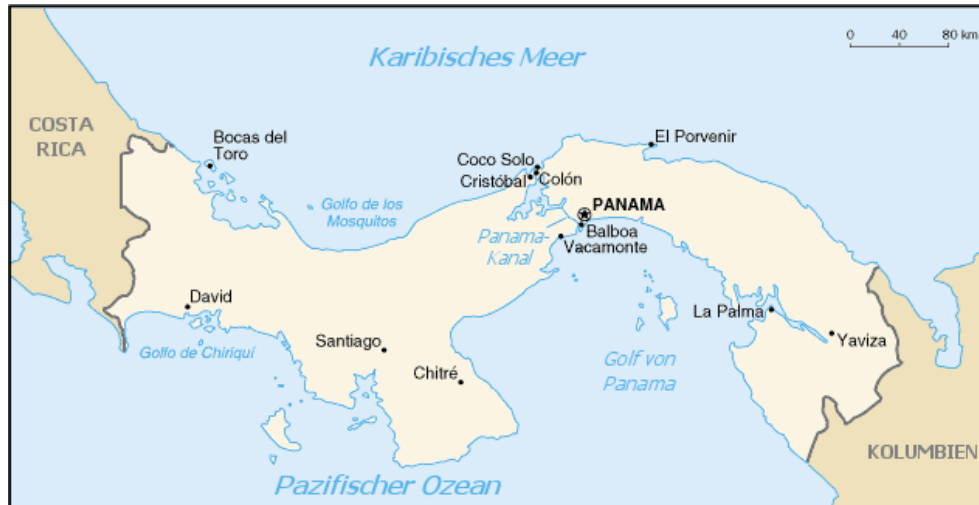 0 40 80 km
Karibisches Meer
COSTA
RICA
Bocas del
Toro
El Porvenir
Coco Solo
Cristóbal
Colón
Golfo de los
Mosquitos
PANAMA
Balboa
Panama-
Kanal
Vacamonte
David
La Palma
Golfo de Chiriquí
Santiago
Yaviza
Chitré
Golf von
Panama
KOLUMBIEN
Pazifischer Ozean